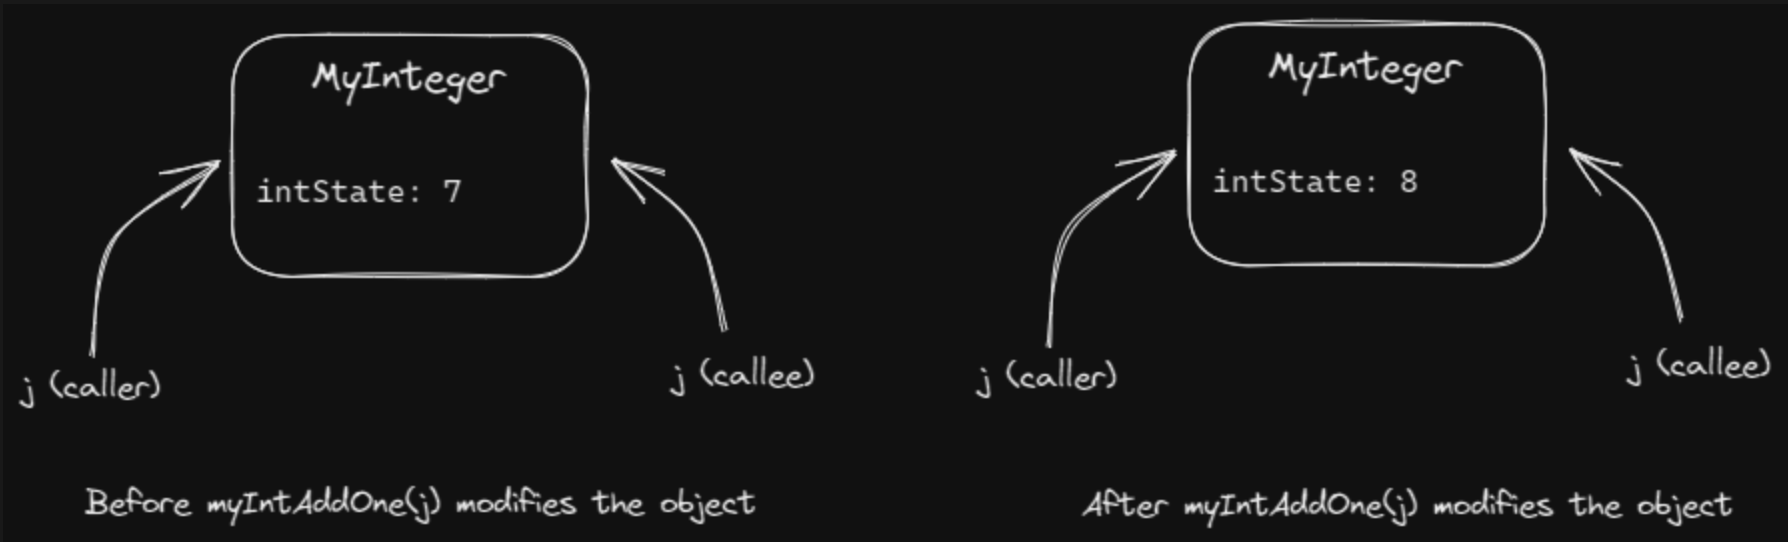 MyInteger
intState: 7
j (caller)
j (callee)
Before myIntAddOne(j) modifies the object
MyInteger
intState: 8
j (caller)
j (callee)
After myIntAddOne(j) modifies the object